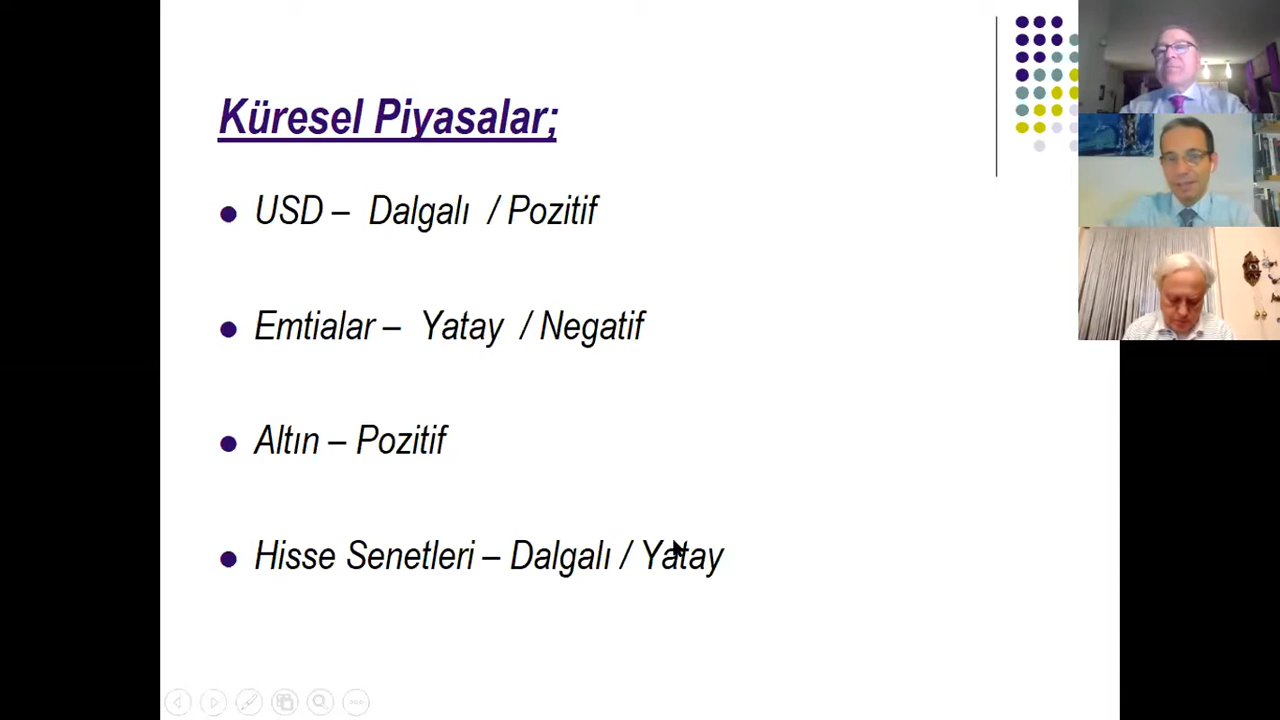 Küresel Piyasalar;
USD – Dalgalı / Pozitif
Emtialar – Yatay / Negatif
Altın – Pozitif
Hisse Senetleri – Dalgalı / Yatay